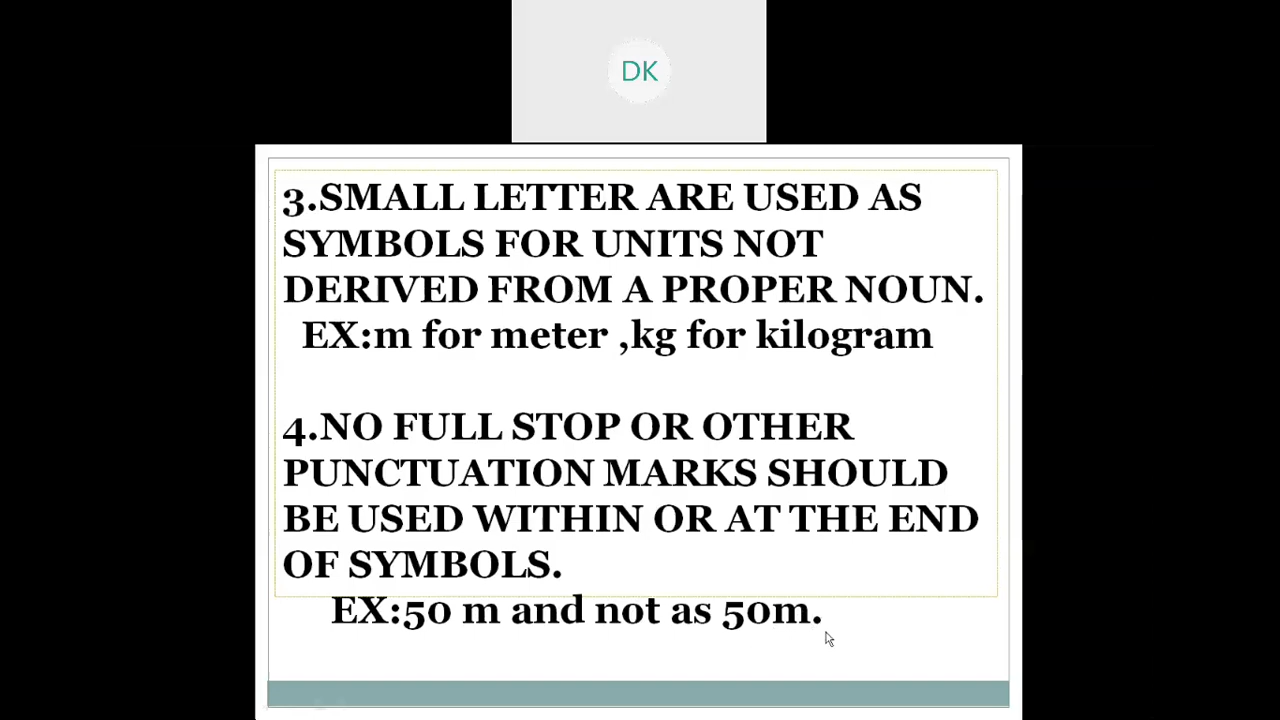 DK
3.SMALL LETTER ARE USED AS
SYMBOLS FOR UNITS NOT
DERIVED FROM A PROPER NOUN.
EX:m for meter ,kg for kilogram
4.NO FULL STOP OR OTHER
PUNCTUATION MARKS SHOULD
BE USED WITHIN OR AT THE END
OF SYMBOLS.
EX:50 m and not as 50m.